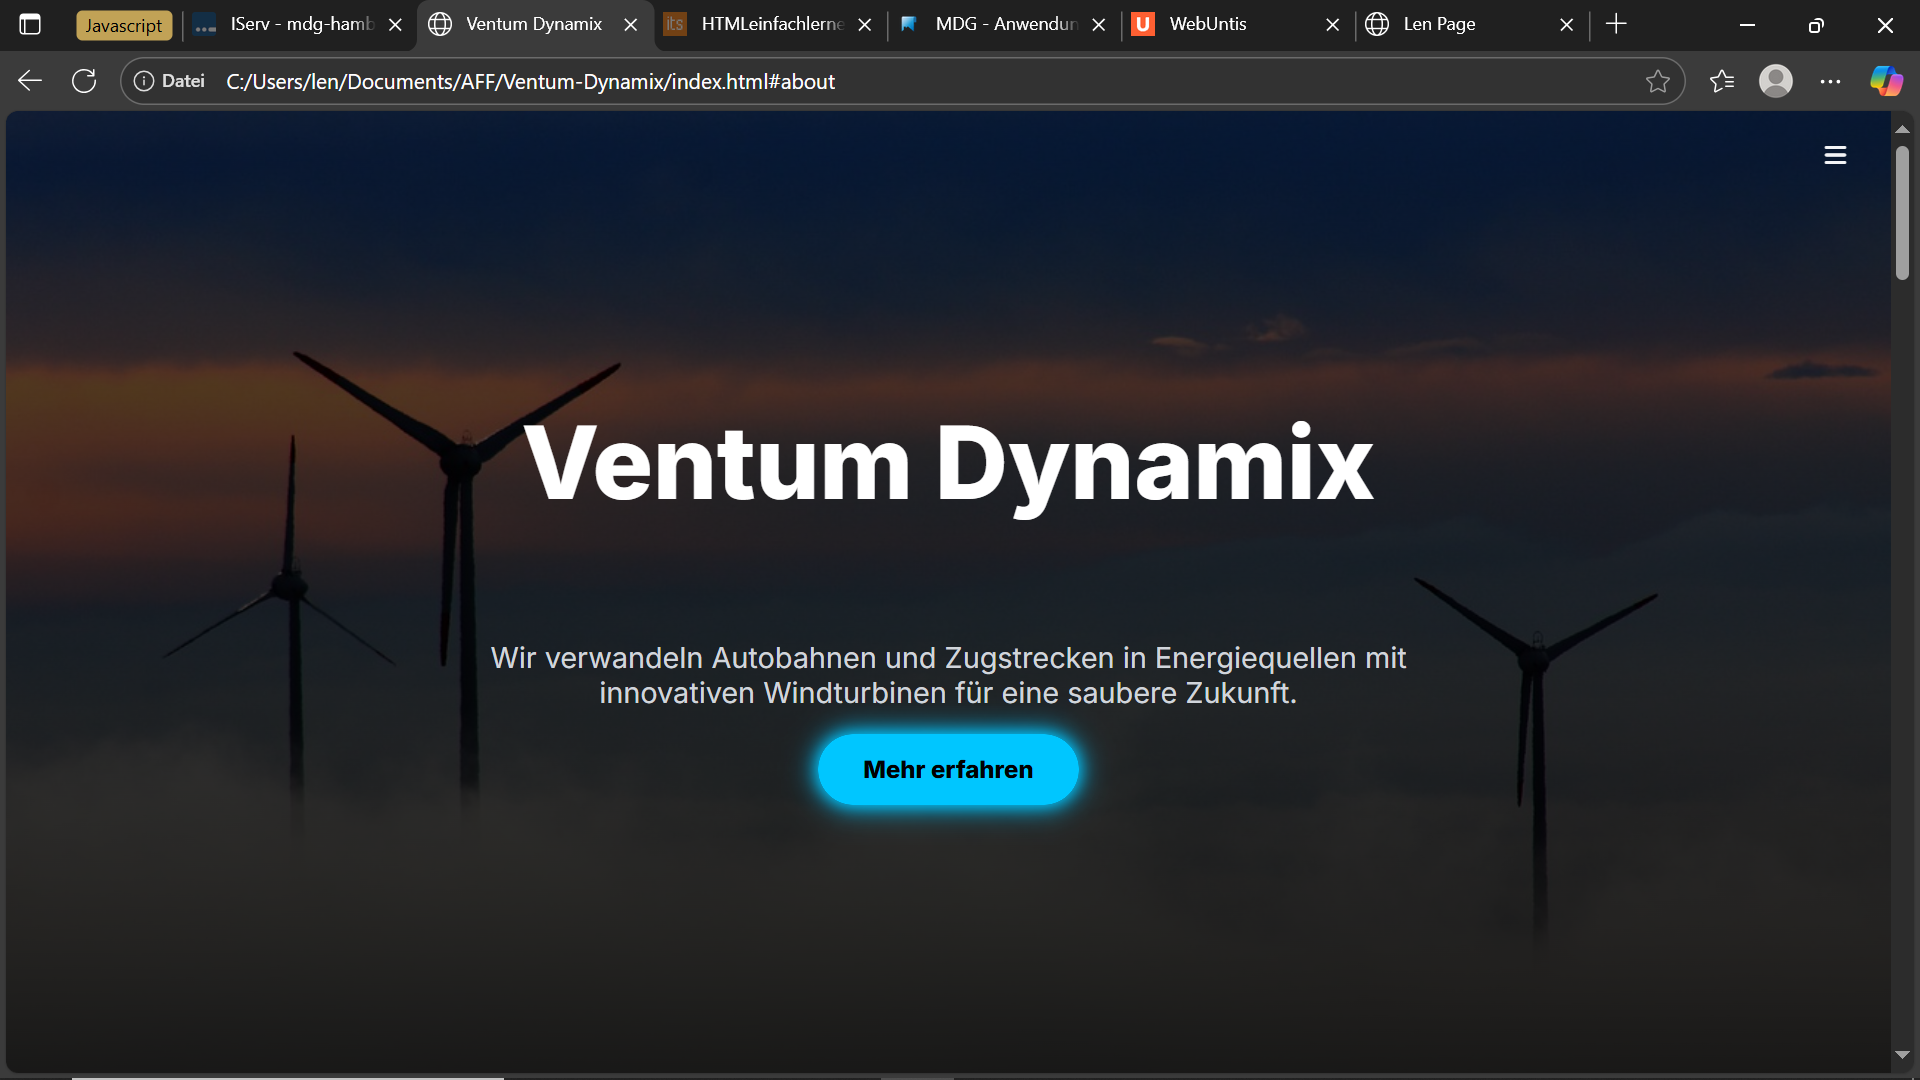 Javascript
IServ - mdg-hamb
Ventum Dynamix
its
HTMLeinfachlerne
MDG - Anwendun
U
WebUntis
Len Page
Datei
C:/Users/len/Documents/AFF/Ventum-Dynamix/index.html#about
Ventum Dynamix
Wir verwandeln Autobahnen und Zugstrecken in Energiequellen mit
innovativen Windturbinen für eine saubere Zukunft.
Mehr erfahren